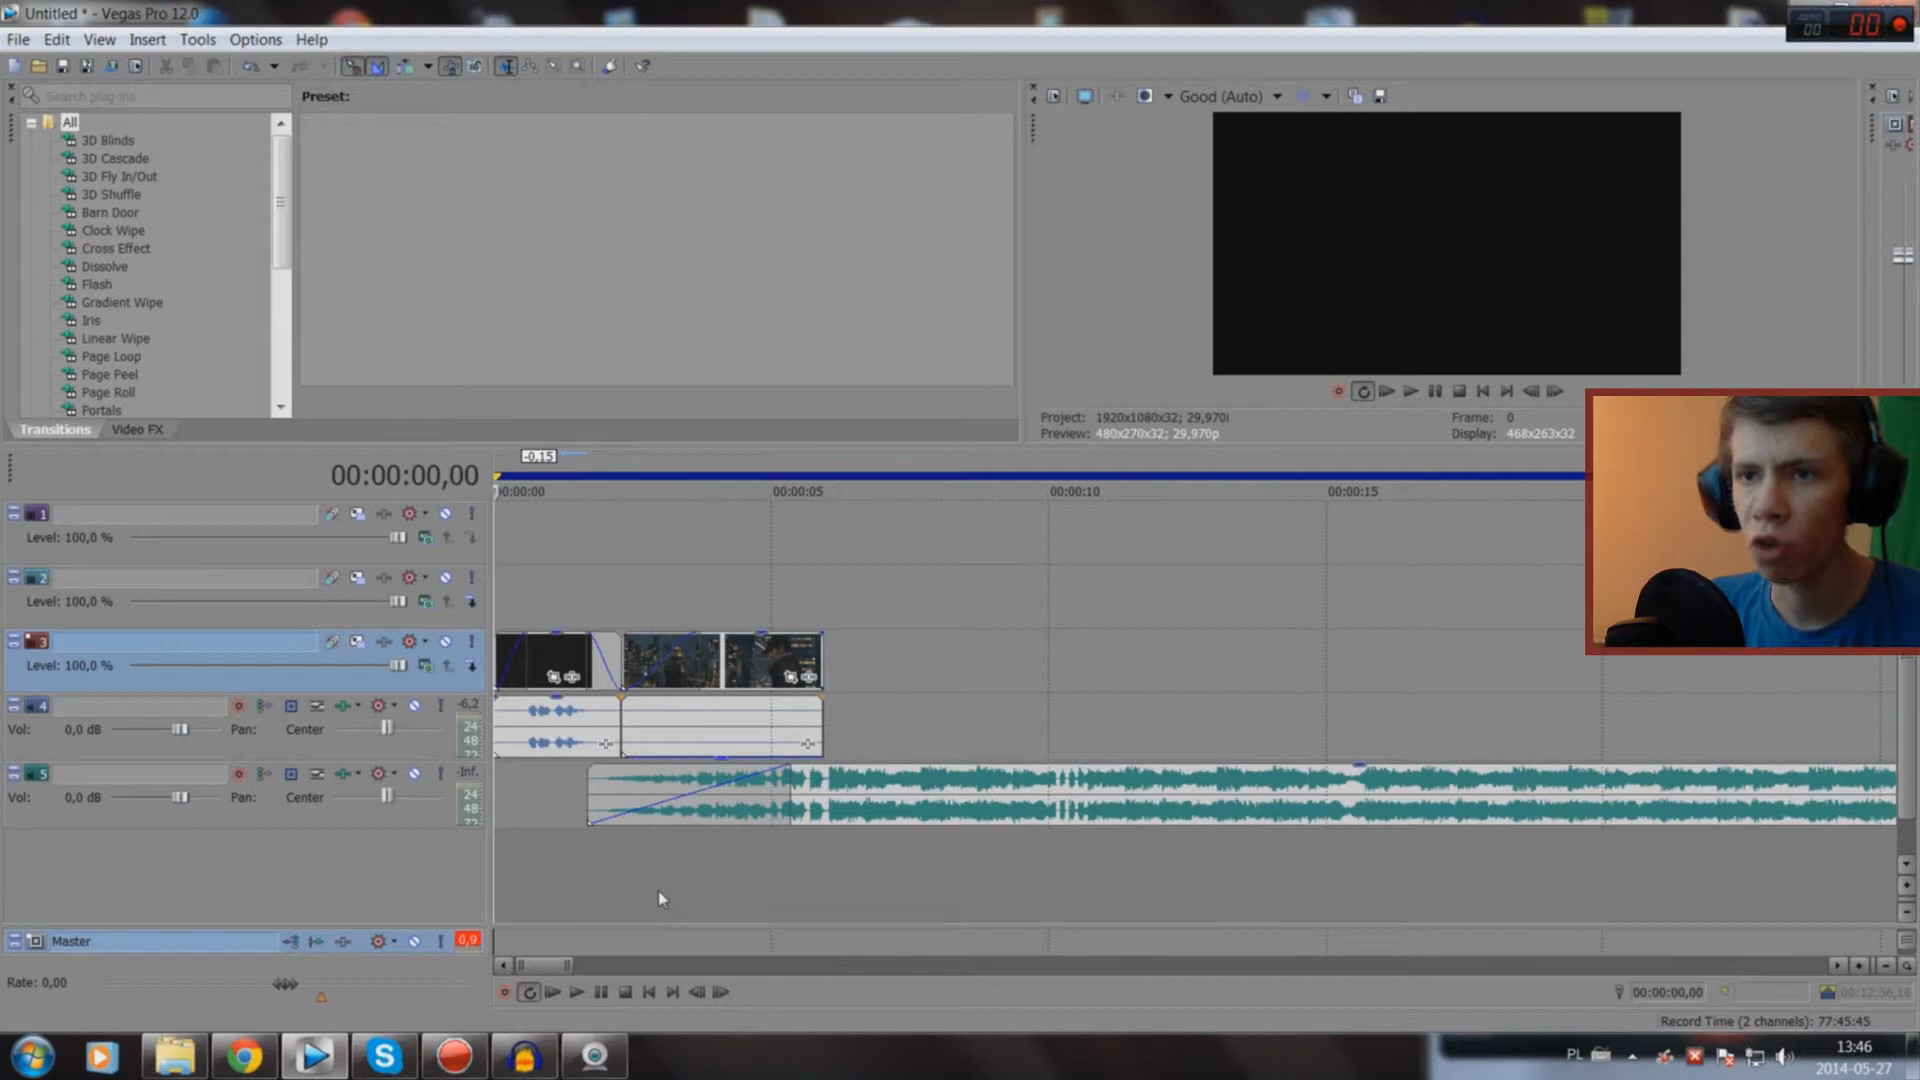 Untitled * - Vegas Pro 12.0
File Edit View Insert Tools Options Help
Search plug-ins
Preset:
Good (Auto)
All
3D Blinds
3D Cascade
3D Fly In/Out
3D Shuffle
Barn Door
Clock Wipe
Cross Effect
Dissolve
Flash
Gradient Wipe
Iris
Linear Wipe
Page Loop
Page Peel
Page Roll
Portals
Transitions Video FX
Project: 1920x1080x32; 29,970i Frame: 0
Preview: 480x270x32; 29,970p Display: 468x263x32
AERO
00 00
-0.15
00:00:00,00
00:00:00 00:00:05 00:00:10 00:00:15
1
Level: 100,0 %
2
Level: 100,0 %
3
Level: 100,0 %
4 -6,2
Vol: 0,0 dB Pan: Center 24
48
72
5 -Inf.
Vol: 0,0 dB Pan: Center 24
48
72
Master 0,9
Rate: 0,00
00:00:00,00 00:12:56,16
Record Time (2 channels): 77:45:45
PL 13:46
2014-05-27